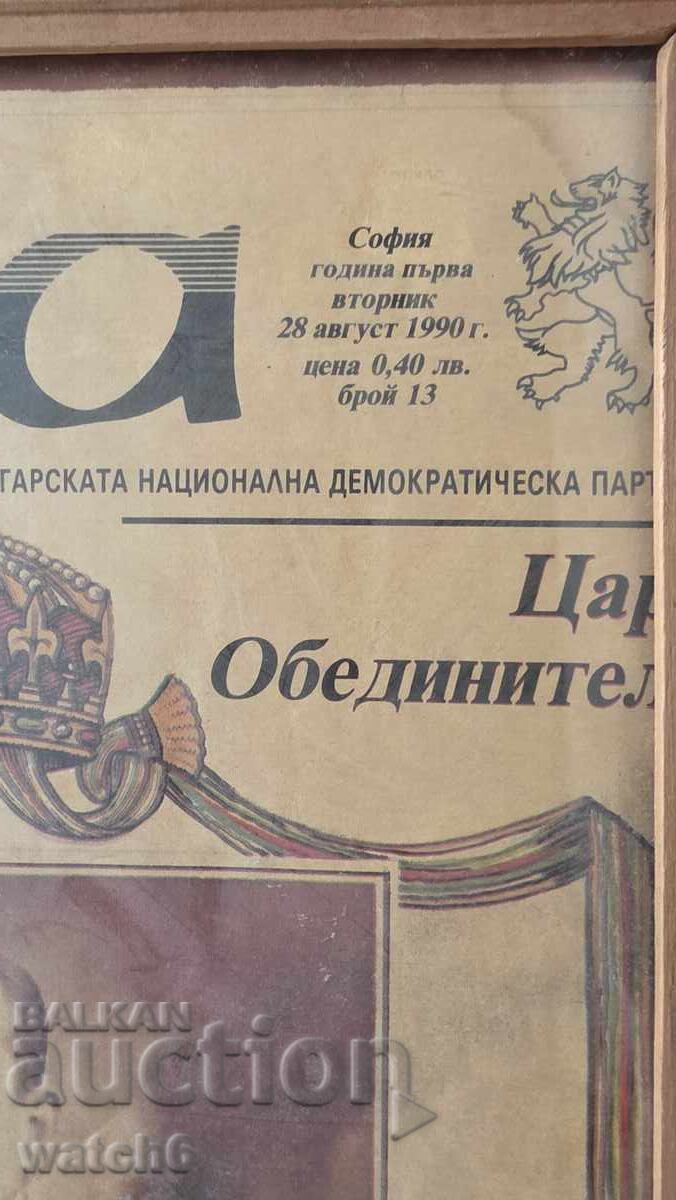 а
София
година първа
вторник
28 август 1990 г.
цена 0,40 лв.
брой 13
ГАРСКАТА НАЦИОНАЛНА ДЕМОКРАТИЧЕСКА ПАРТ
Цар
Обединител
BALKAN
auction
watch6